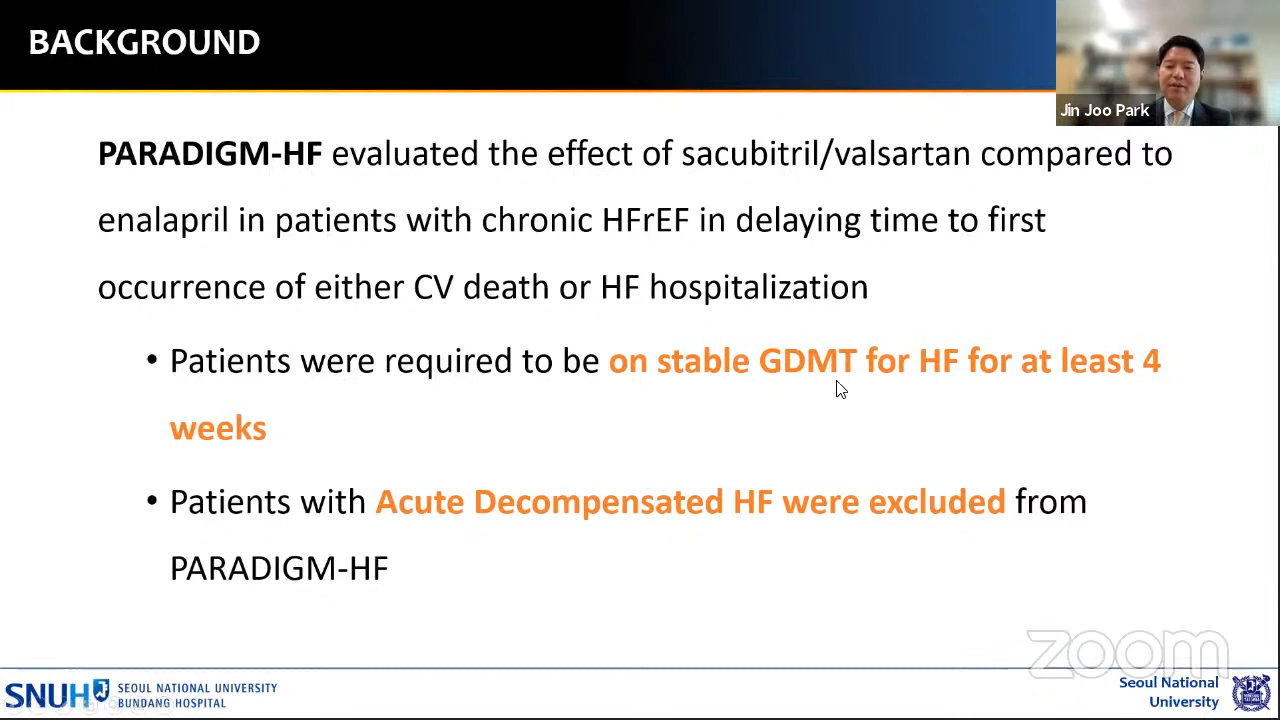 BACKGROUND
Jin Joo Park
PARADIGM-HF evaluated the effect of sacubitril/valsartan compared to
enalapril in patients with chronic HFrEF in delaying time to first
occurrence of either CV death or HF hospitalization
• Patients were required to be on stable GDMT for HF for at least 4
weeks
• Patients with Acute Decompensated HF were excluded from
PARADIGM-HF
zoom
SNUH
SEOUL NATIONAL UNIVERSITY
BUNDANG HOSPITAL
Seoul National
University